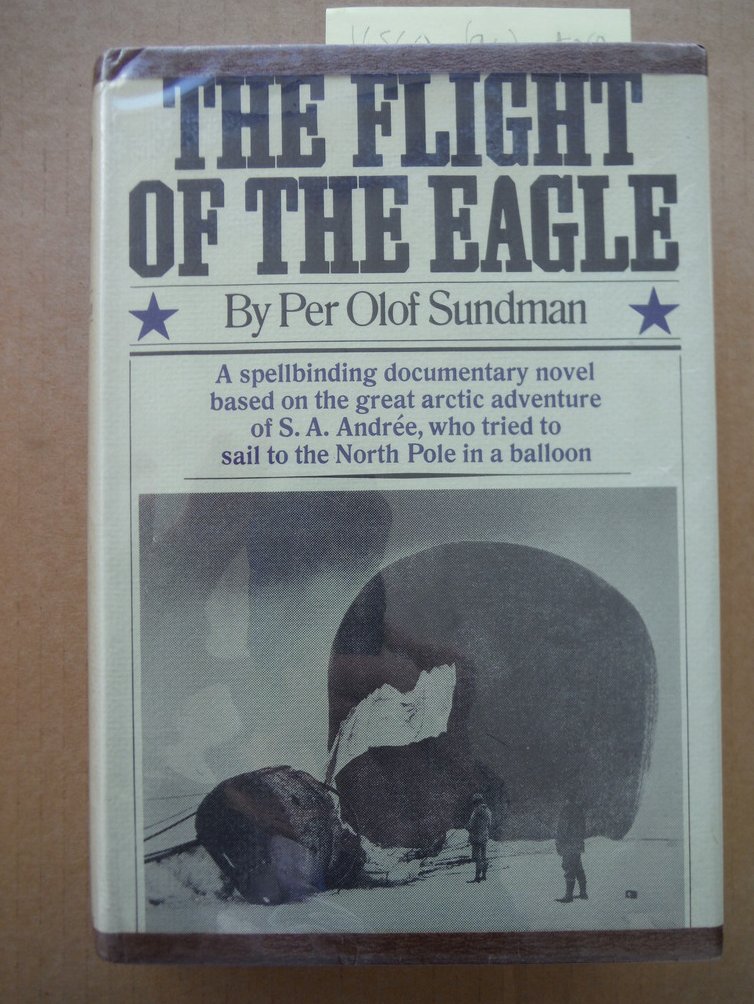 THE FLIGHT
OF THE EAGLE
By Per Olof Sundman
A spellbinding documentary novel
based on the great arctic adventure
of S. A. Andrée, who tried to
sail to the North Pole in a balloon